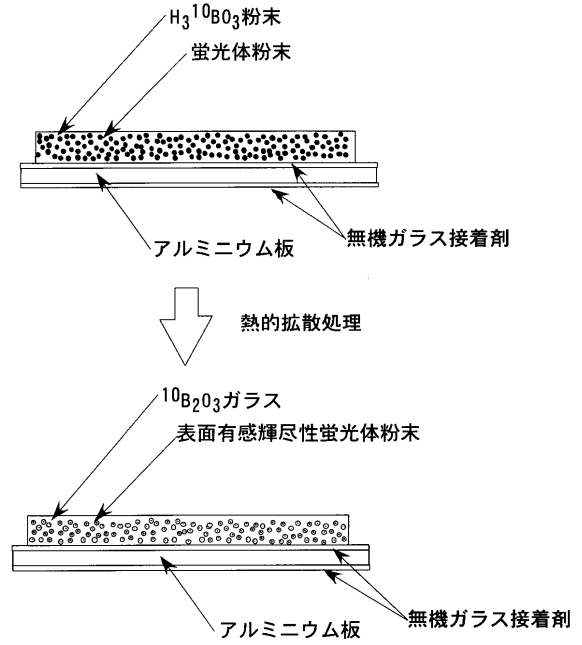 H₃¹⁰BO₃粉末
蛍光体粉末
無機ガラス接着剤
アルミニウム板
熱的拡散処理
¹⁰B₂O₃ガラス
表面有感輝尽性蛍光体粉末
無機ガラス接着剤
アルミニウム板